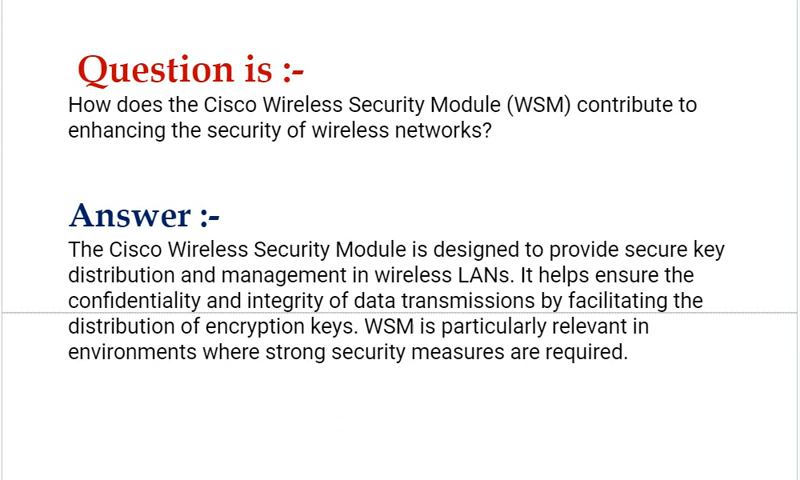 Question is :-
How does the Cisco Wireless Security Module (WSM) contribute to
enhancing the security of wireless networks?
Answer :-
The Cisco Wireless Security Module is designed to provide secure key
distribution and management in wireless LANs. It helps ensure the
confidentiality and integrity of data transmissions by facilitating the
distribution of encryption keys. WSM is particularly relevant in
environments where strong security measures are required.